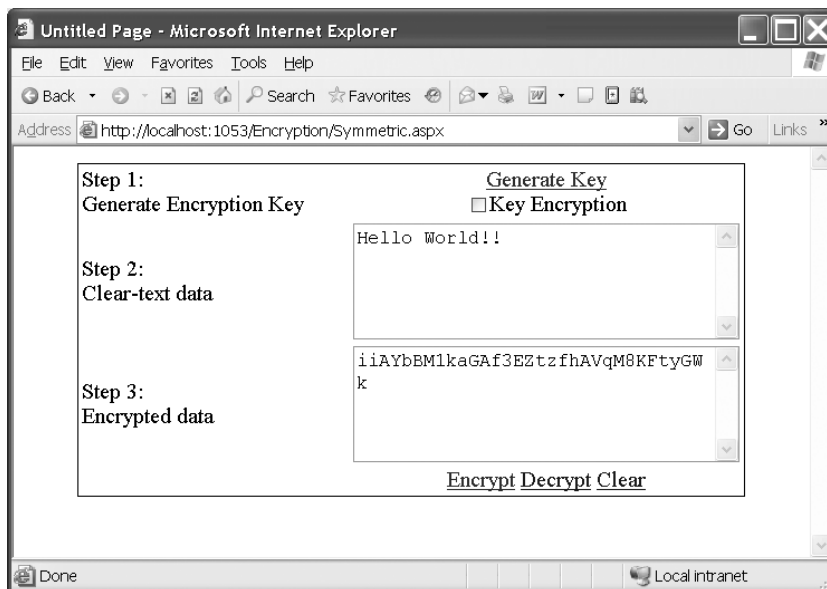 Untitled Page - Microsoft Internet Explorer
File Edit View Favorites Tools Help
Back Search Favorites W
Address http://localhost:1053/Encryption/Symmetric.aspx Go Links »
Step 1:
Generate Encryption Key
Generate Key
Key Encryption
Step 2:
Clear-text data
Hello World!!
Step 3:
Encrypted data
iiAYbBM1kaGAf3EZtzfhAVqM8KFtyGW
k
Encrypt Decrypt Clear
Done Local intranet